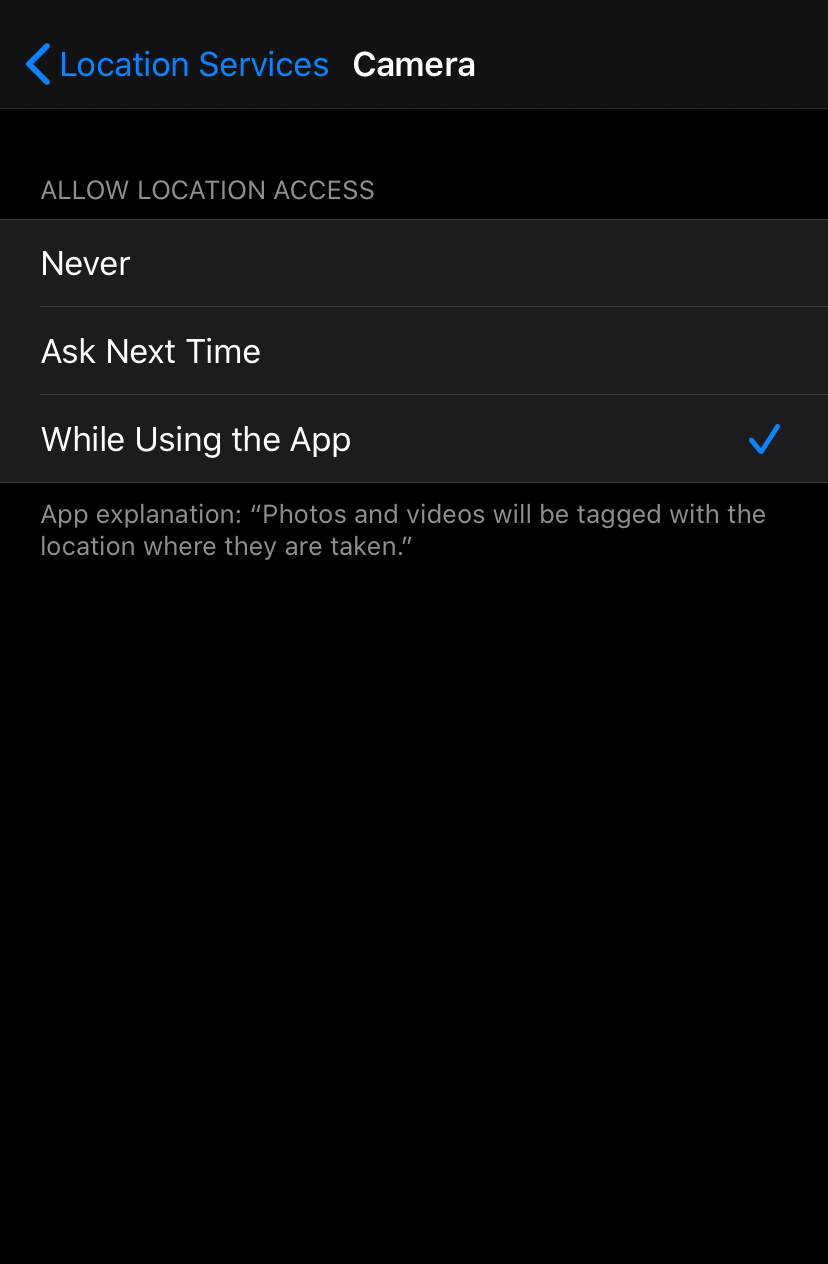 Location Services Camera
ALLOW LOCATION ACCESS
Never
Ask Next Time
While Using the App
App explanation: “Photos and videos will be tagged with the
location where they are taken.”